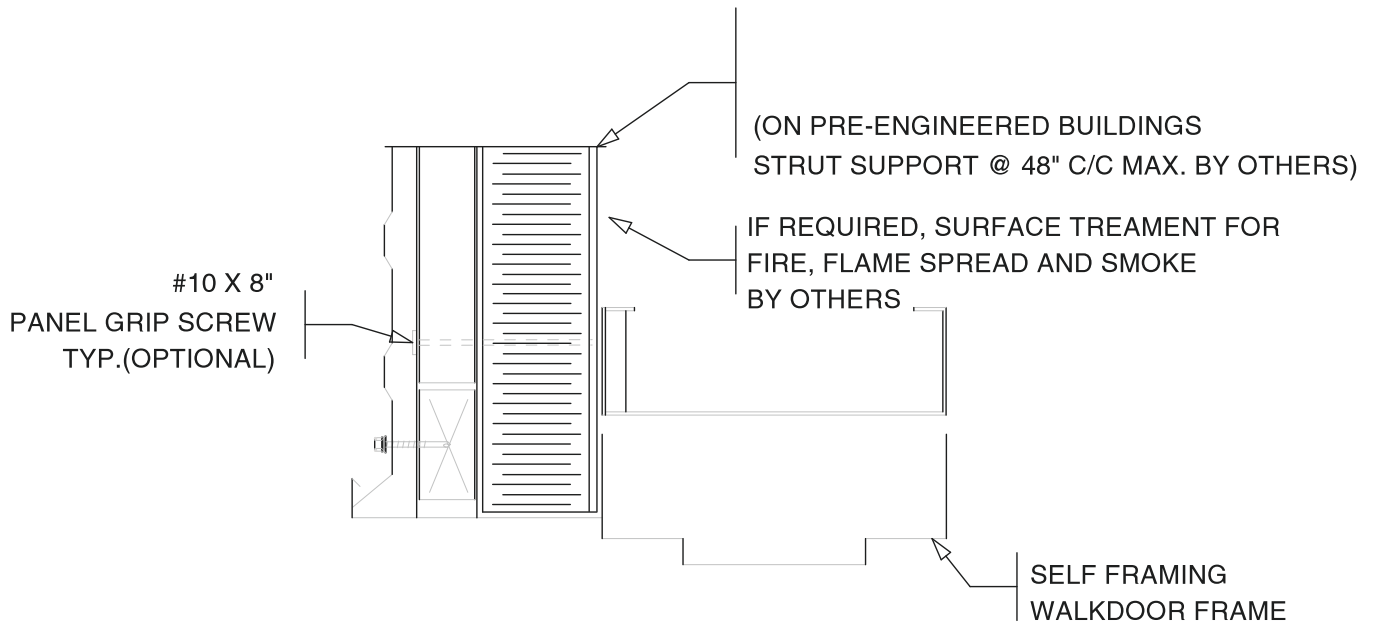 (ON PRE-ENGINEERED BUILDINGS
STRUT SUPPORT @ 48" C/C MAX. BY OTHERS)
IF REQUIRED, SURFACE TREAMENT FOR
FIRE, FLAME SPREAD AND SMOKE
BY OTHERS
#10 X 8"
PANEL GRIP SCREW
TYP.(OPTIONAL)
SELF FRAMING
WALKDOOR FRAME